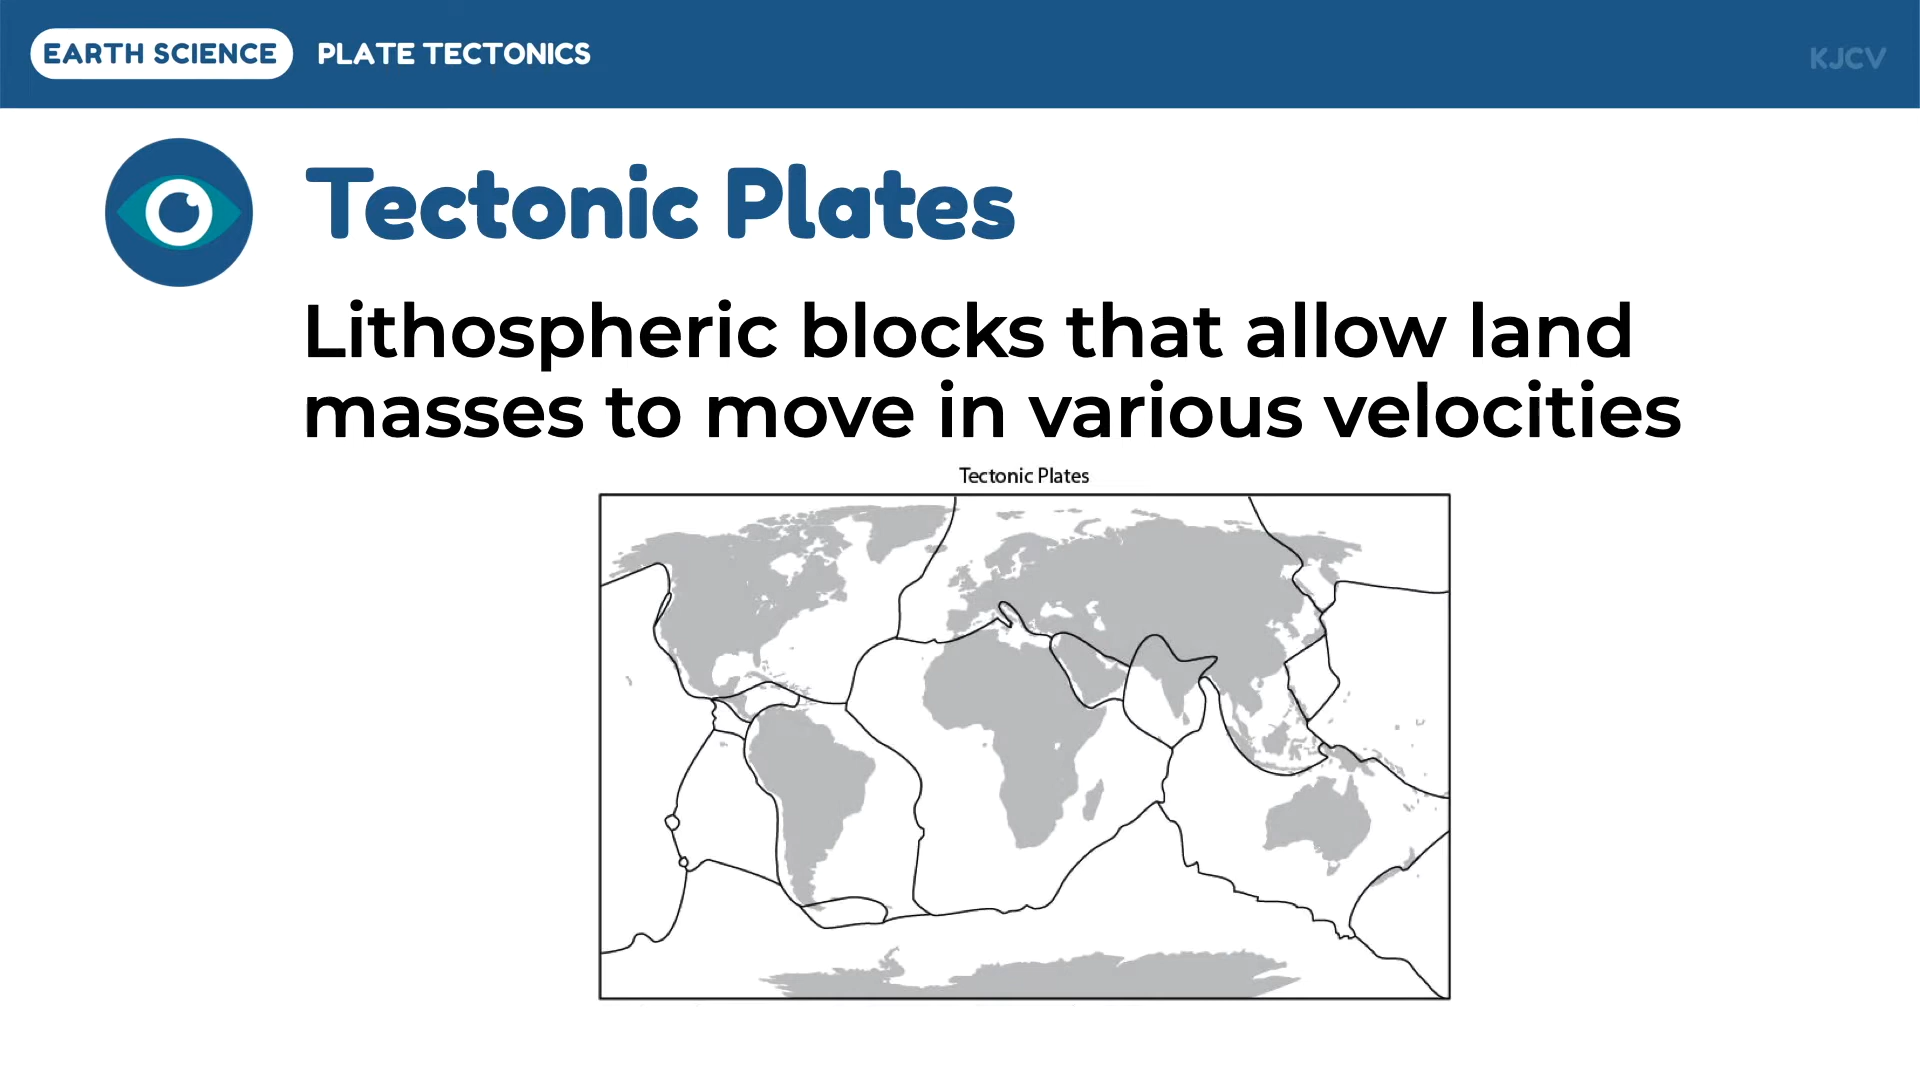 EARTH SCIENCE PLATE TECTONICS KJCV
Tectonic Plates
Lithospheric blocks that allow land
masses to move in various velocities
Tectonic Plates